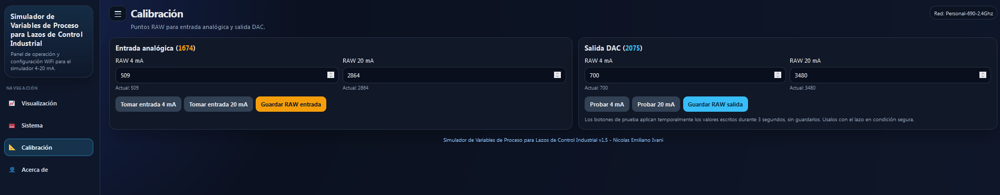 Simulador de
Variables de Proceso
para Lazos de Control
Industrial
Panel de operación y
configuración WiFi para el
simulador 4-20 mA.
NAVEGACIÓN
Visualización
Sistema
Calibración
Acerca de
Calibración
Puntos RAW para entrada analógica y salida DAC.
Red: Personal-690-2.4Ghz
Entrada analógica (1674)
RAW 4 mA
RAW 20 mA
509
2864
Actual: 509
Actual: 2864
Tomar entrada 4 mA
Tomar entrada 20 mA
Guardar RAW entrada
Salida DAC (2075)
RAW 4 mA
RAW 20 mA
700
3480
Actual: 700
Actual: 3480
Probar 4 mA
Probar 20 mA
Guardar RAW salida
Los botones de prueba aplican temporalmente los valores escritos durante 3 segundos, sin guardarlos. Usalos con el lazo en condición segura.
Simulador de Variables de Proceso para Lazos de Control Industrial v1.5 - Nicolas Emiliano Ivani